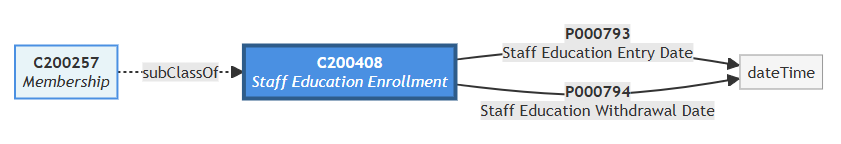 C200257
Membership
subClassOf
C200408
Staff Education Enrollment
P000793
Staff Education Entry Date
P000794
Staff Education Withdrawal Date
dateTime